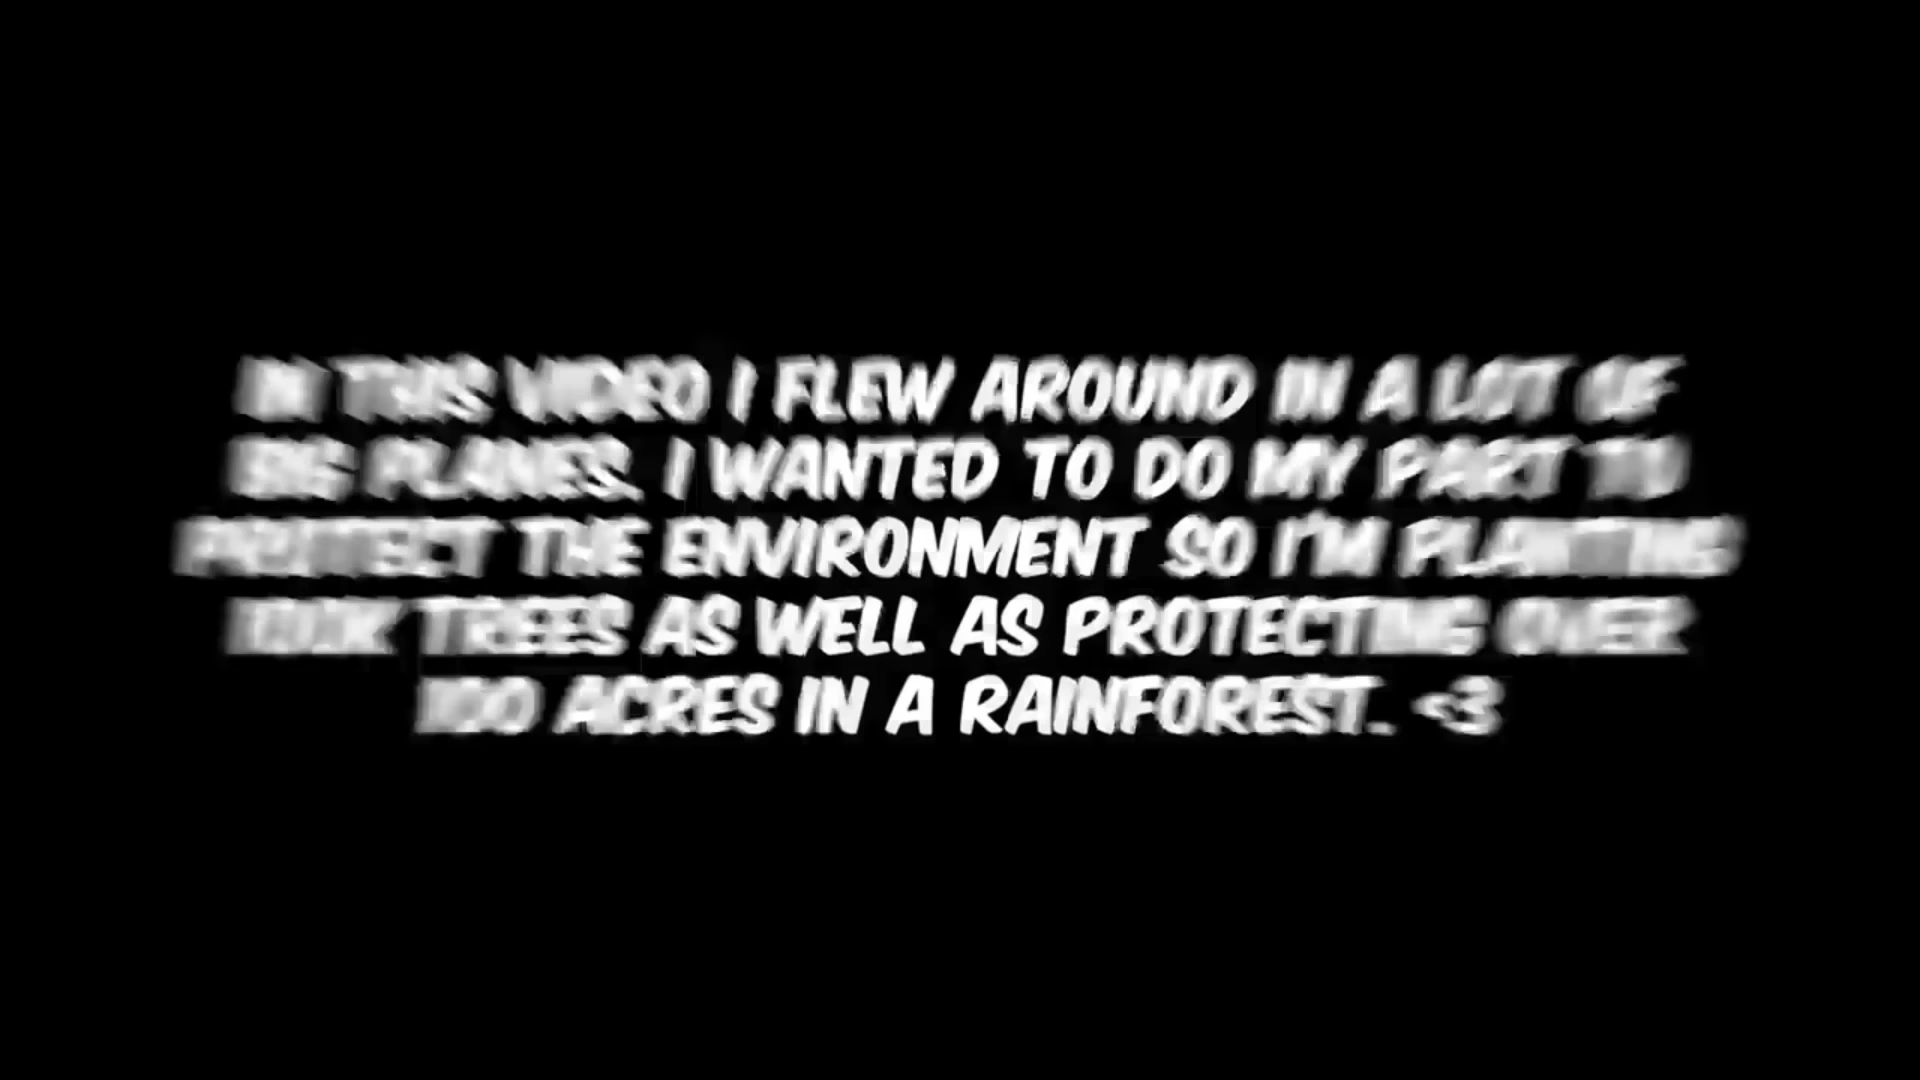 IN THIS VIDEO I FLEW AROUND IN A LOT OF
BIG PLANES. I WANTED TO DO MY PART TO
PROTECT THE ENVIRONMENT SO I'M PLANTING
100K TREES AS WELL AS PROTECTING OVER
100 ACRES IN A RAINFOREST. <3